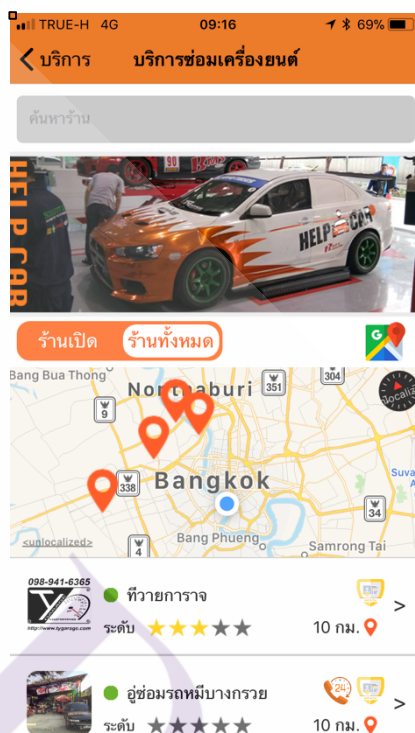 TRUE-H 4G 09:16 69%
บริการ บริการซ่อมเครื่องยนต์
ค้นหาร้าน
HELP CAR
90
HELP CAR
ร้านเปิด ร้านทั้งหมด
G
Bang Bua Thong
Nonthaburi
351
304
9
338
Bangkok
34
Bang Phueng
Samrong Tai
4
<unlocalized>
098-941-6365
ทีวายการาจ
ระดับ
10 กม.
อู่ซ่อมรถหมีบางกรวย
24
ระดับ
10 กม.